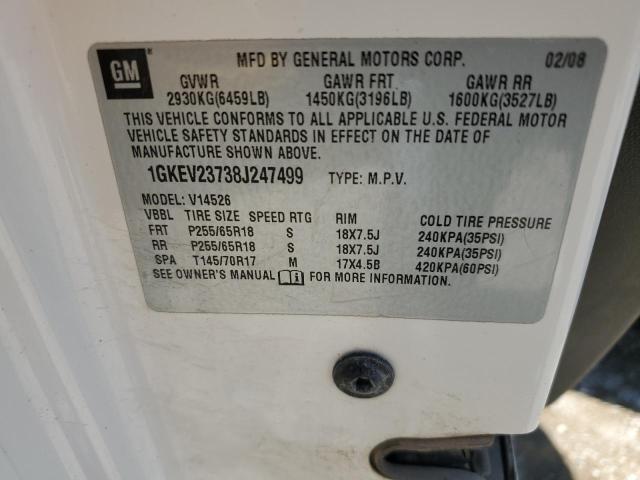 GM MFD BY GENERAL MOTORS CORP. 02/08
GVWR GAWR FRT GAWR RR
2930KG(6459LB) 1450KG(3196LB) 1600KG(3527LB)
THIS VEHICLE CONFORMS TO ALL APPLICABLE U.S. FEDERAL MOTOR
VEHICLE SAFETY STANDARDS IN EFFECT ON THE DATE OF
MANUFACTURE SHOWN ABOVE.
1GKEV23738J247499 TYPE: M.P.V.
MODEL: V14526
VBBL TIRE SIZE SPEED RTG RIM COLD TIRE PRESSURE
FRT P255/65R18 S 18X7.5J 240KPA(35PSI)
RR P255/65R18 S 18X7.5J 240KPA(35PSI)
SPA T145/70R17 M 17X4.5B 420KPA(60PSI)
SEE OWNER'S MANUAL FOR MORE INFORMATION.